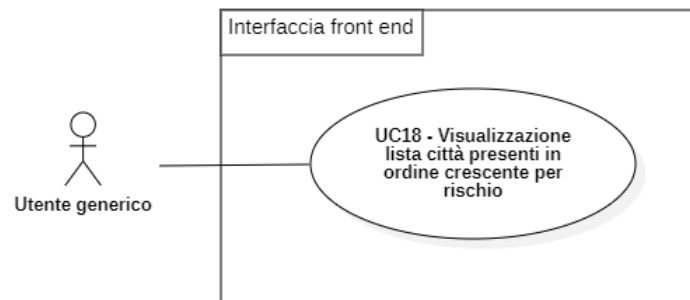 Interfaccia front end
UC18 - Visualizzazione
lista città presenti in
ordine crescente per
rischio
Utente generico